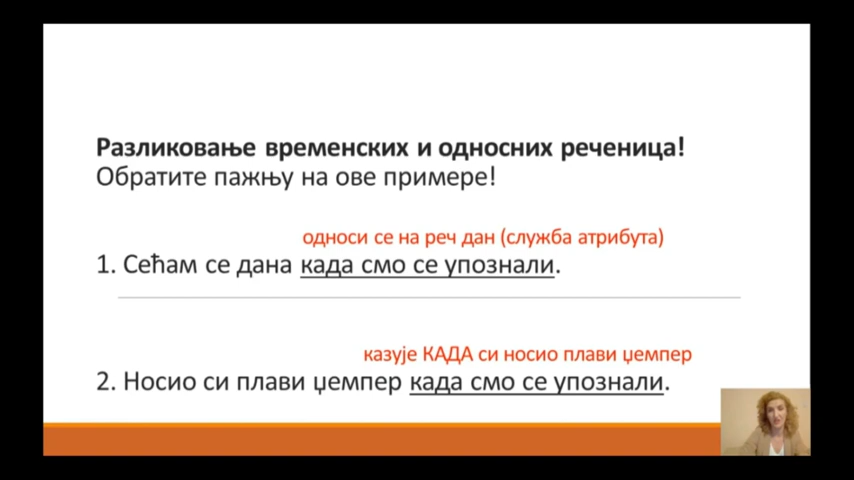 Разликовање временских и односних реченица!
Обратите пажњу на ове примере!
односи се на реч дан (служба атрибута)
1. Сећам се дана када смо се упознали.
казује КАДА си носио плави џемпер
2. Носио си плави џемпер када смо се упознали.